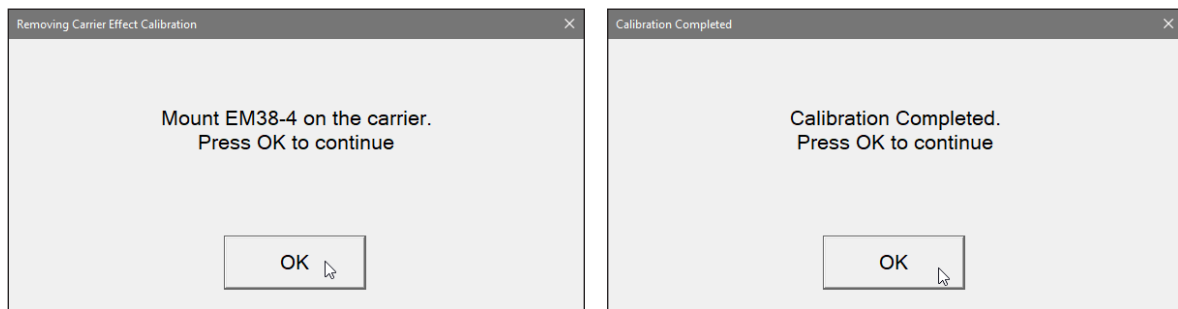 Removing Carrier Effect Calibration
Mount EM38-4 on the carrier.
Press OK to continue
OK
Calibration Completed
Calibration Completed.
Press OK to continue
OK